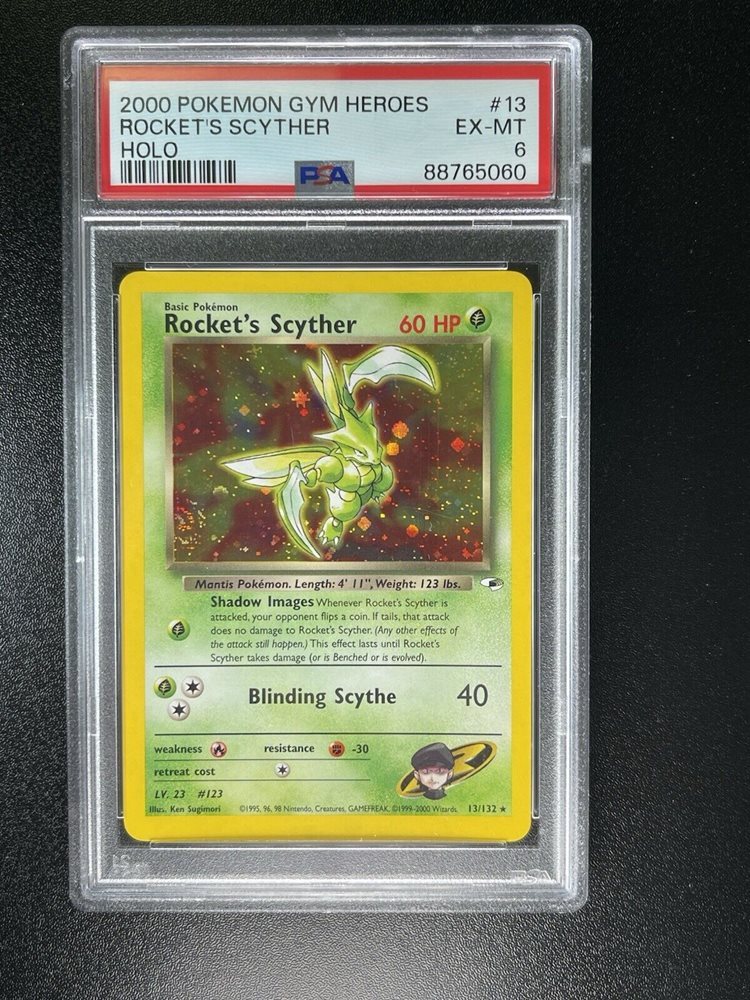 2000 POKEMON GYM HEROES #13
ROCKET'S SCYTHER EX-MT
HOLO 6
PSA 88765060
Basic Pokémon
Rocket's Scyther 60 HP
Mantis Pokémon. Length: 4' 11", Weight: 123 lbs.
Shadow Images Whenever Rocket's Scyther is
attacked, your opponent flips a coin. If tails, that attack
does no damage to Rocket's Scyther. (Any other effects of
the attack still happen.) This effect lasts until Rocket's
Scyther takes damage (or is Benched or is evolved).
Blinding Scythe 40
weakness resistance -30
retreat cost
LV. 23 #123
Illus. Ken Sugimori ©1995, 96, 98 Nintendo, Creatures, GAMEFREAK. ©1999-2000 Wizards. 13/132 ★
PSA